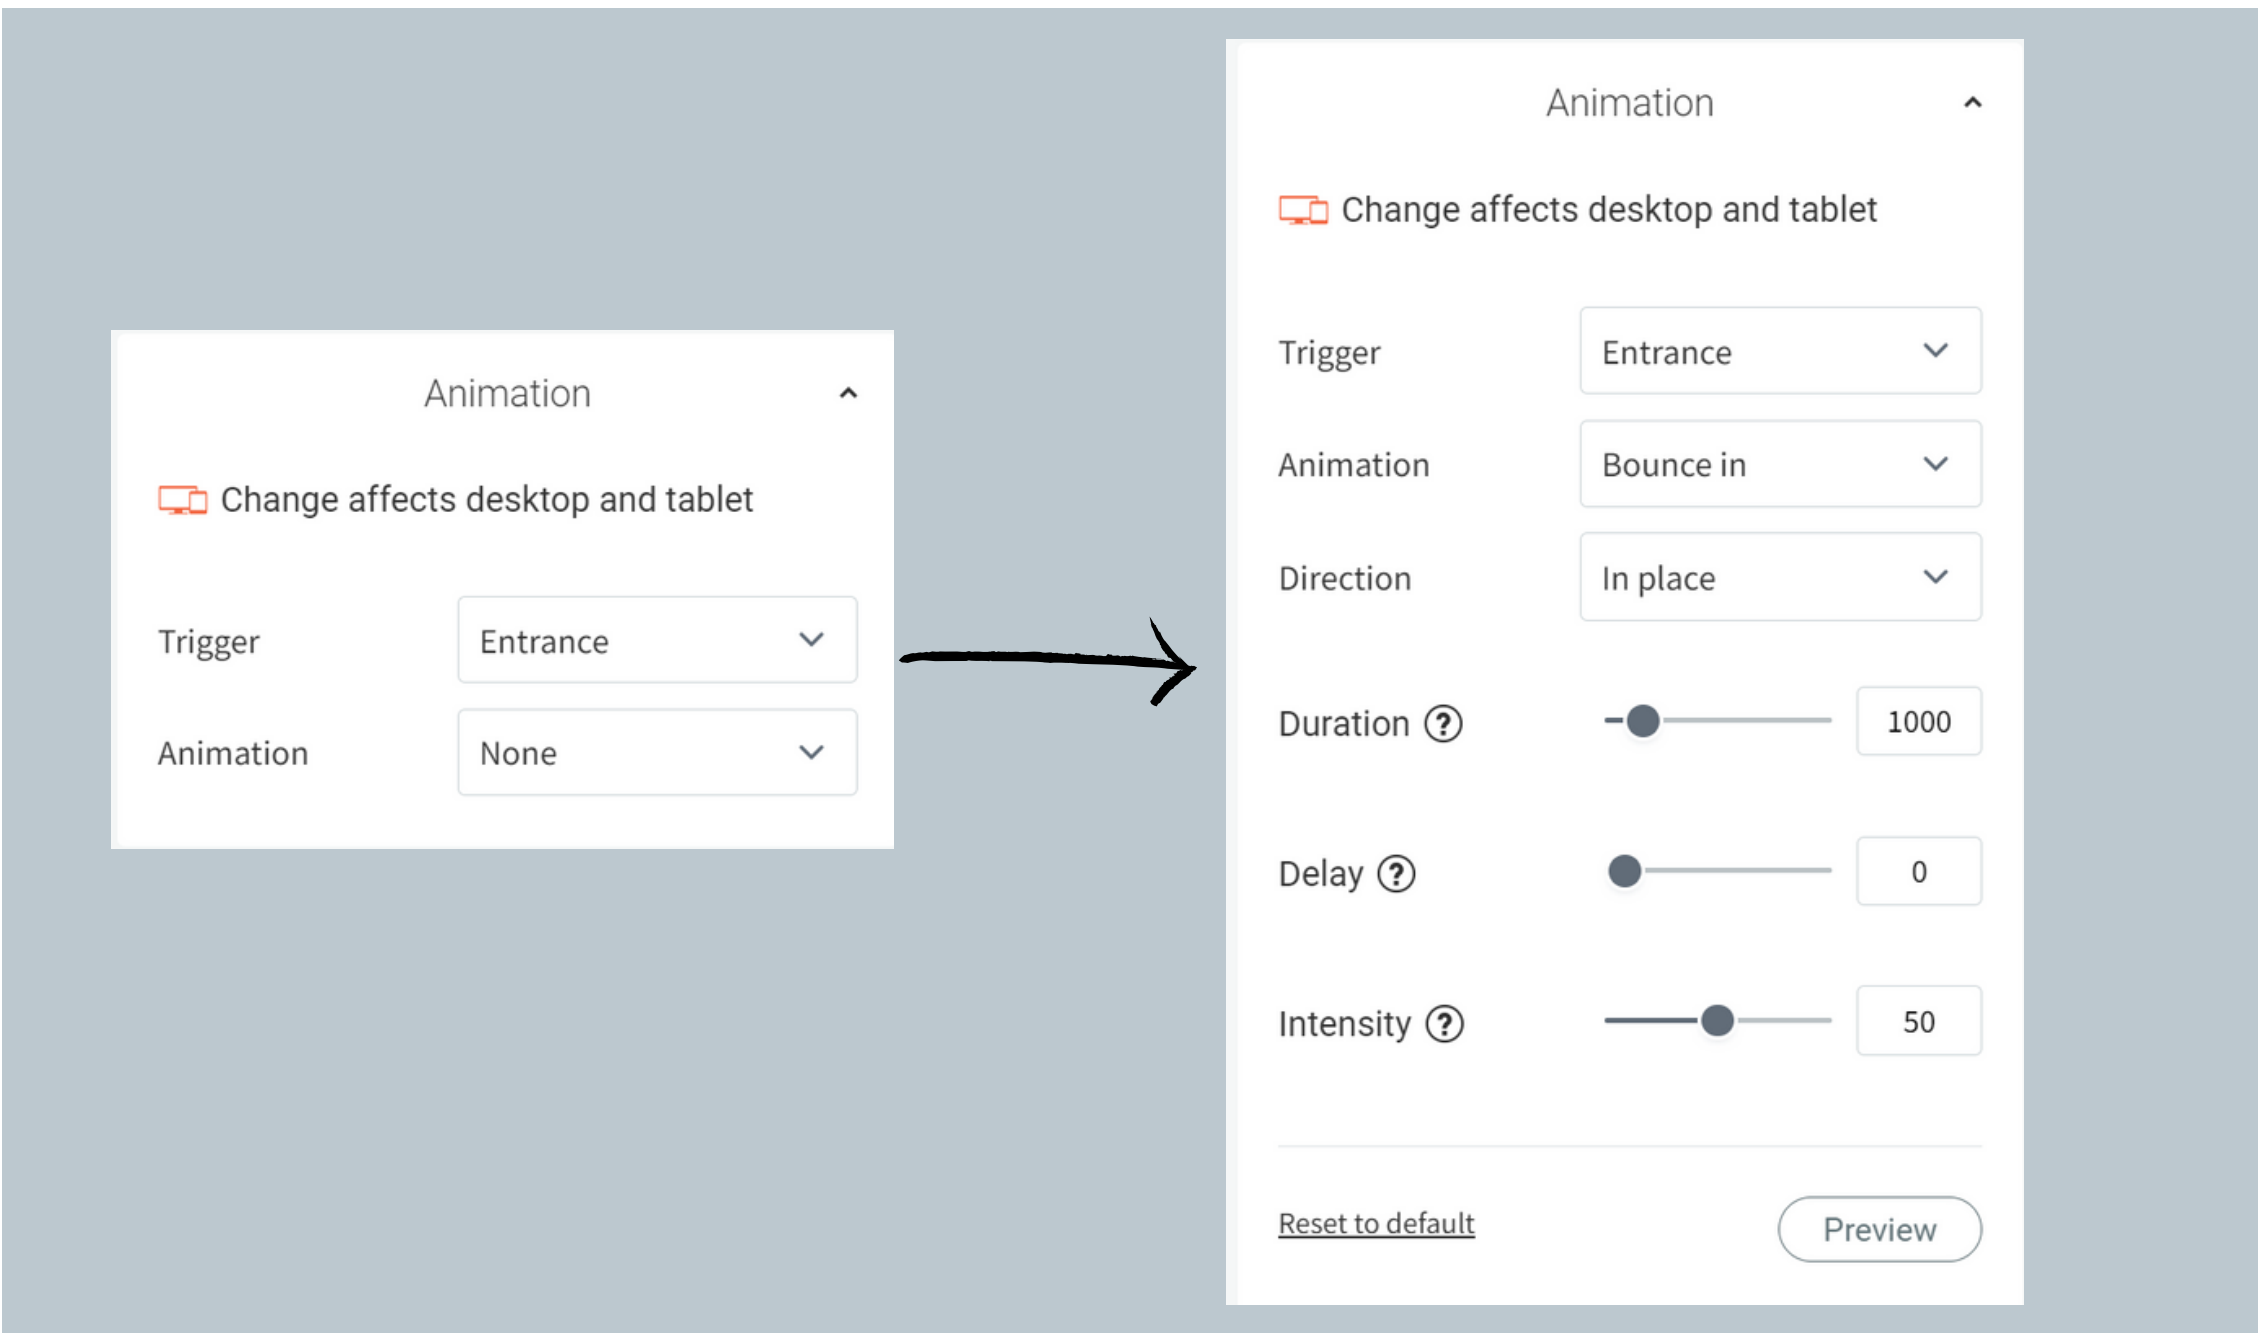 Animation
Change affects desktop and tablet
Trigger Entrance
Animation None
Animation
Change affects desktop and tablet
Trigger Entrance
Animation Bounce in
Direction In place
Duration ? 1000
Delay ? 0
Intensity ? 50
Reset to default Preview